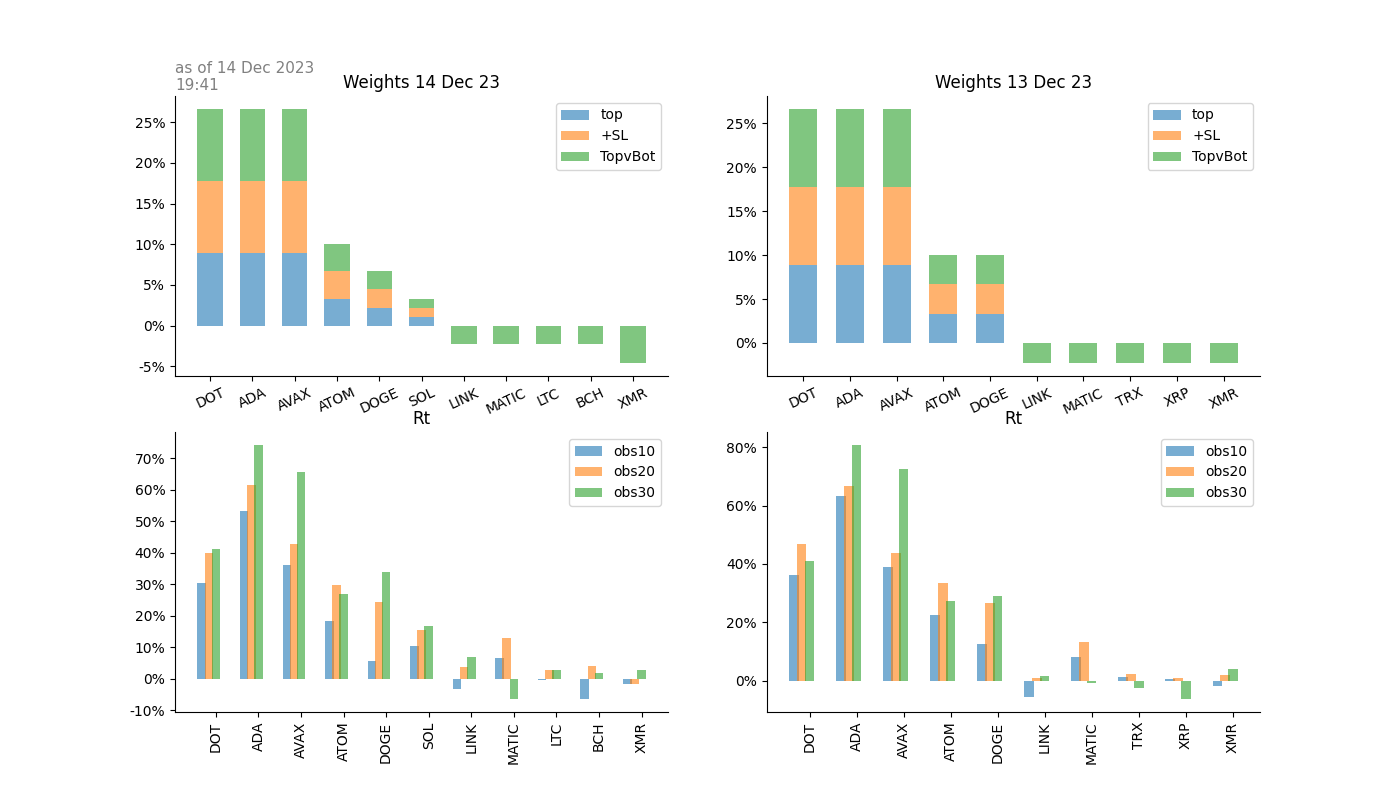 as of 14 Dec 2023
19:41
Weights 14 Dec 23
25%
20%
15%
10%
5%
0%
-5%
top
+SL
TopvBot
DOT ADA AVAX ATOM DOGE SOL LINK MATIC LTC BCH XMR
Weights 13 Dec 23
25%
20%
15%
10%
5%
0%
top
+SL
TopvBot
DOT ADA AVAX ATOM DOGE LINK MATIC TRX XRP XMR
Rt
70%
60%
50%
40%
30%
20%
10%
0%
-10%
obs10
obs20
obs30
DOT ADA AVAX ATOM DOGE SOL LINK MATIC LTC BCH XMR
Rt
80%
60%
40%
20%
0%
obs10
obs20
obs30
DOT ADA AVAX ATOM DOGE LINK MATIC TRX XRP XMR